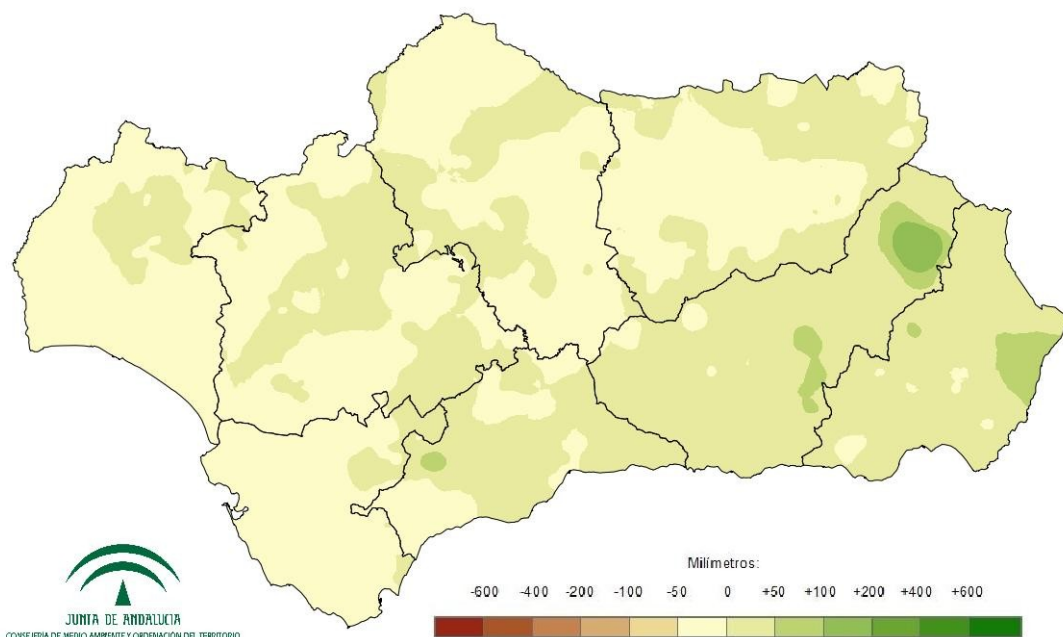 Milímetros:
-600 -400 -200 -100 -50 0 +50 +100 +200 +400 +600
JUNTA DE ANDALUCIA
CONSEJERÍA DE MEDIO AMBIENTE Y ORDENACIÓN DEL TERRITORIO